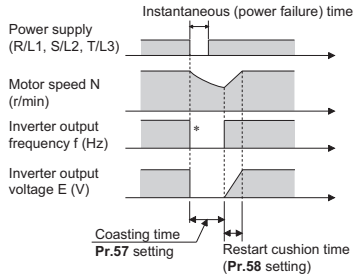 Instantaneous (power failure) time
Power supply
(R/L1, S/L2, T/L3)
Motor speed N
(r/min)
Inverter output
frequency f (Hz)
*
Inverter output
voltage E (V)
Coasting time
Pr.57 setting
Restart cushion time
(Pr.58 setting)